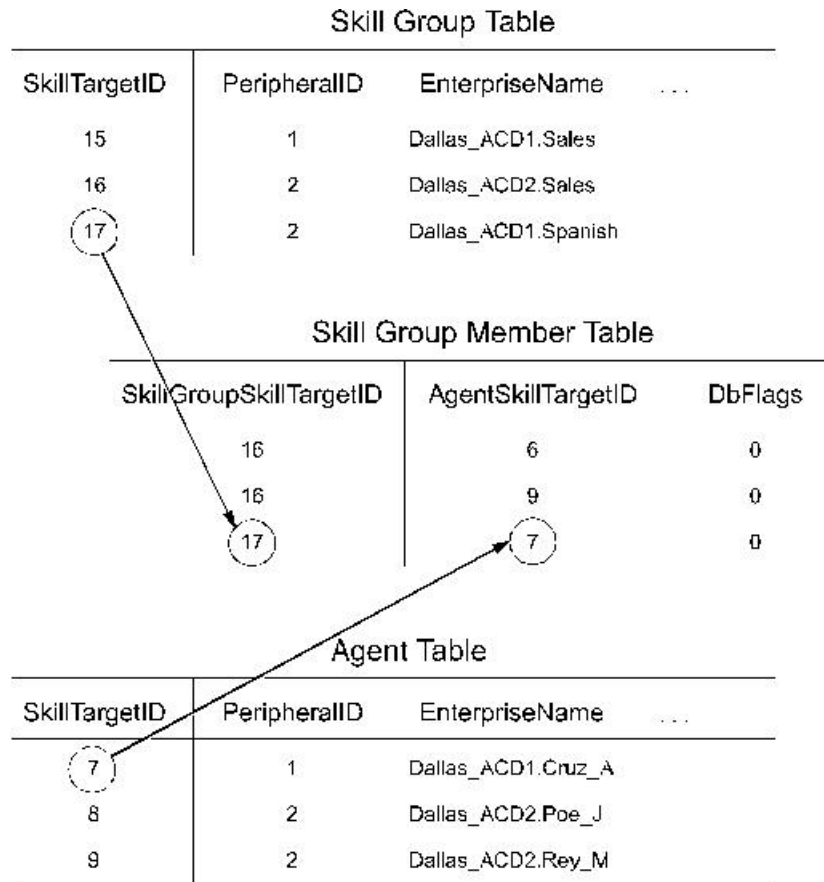 Skill Group Table
SkillTargetID PeripheralID EnterpriseName ...
15 1 Dallas_ACD1.Sales
16 2 Dallas_ACD2.Sales
17 2 Dallas_ACD1.Spanish
Skill Group Member Table
SkillGroupSkillTargetID AgentSkillTargetID DbFlags
16 6 0
16 9 0
17 7 0
Agent Table
SkillTargetID PeripheralID EnterpriseName ...
7 1 Dallas_ACD1.Cruz_A
8 2 Dallas_ACD2.Poe_J
9 2 Dallas_ACD2.Rey_M